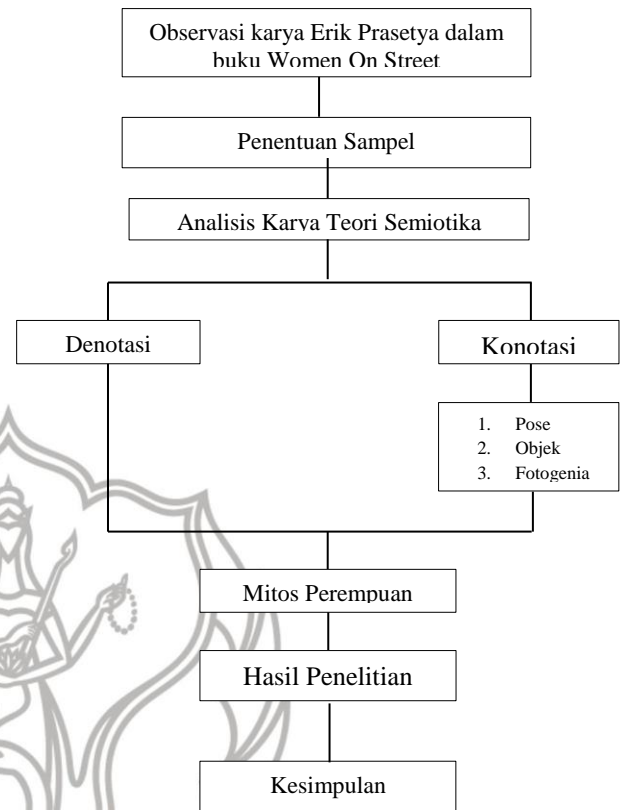 Observasi karya Erik Prasetya dalam
buku Women On Street
Penentuan Sampel
Analisis Karya Teori Semiotika
Denotasi
Konotasi
1. Pose
2. Objek
3. Fotogenia
Mitos Perempuan
Hasil Penelitian
Kesimpulan